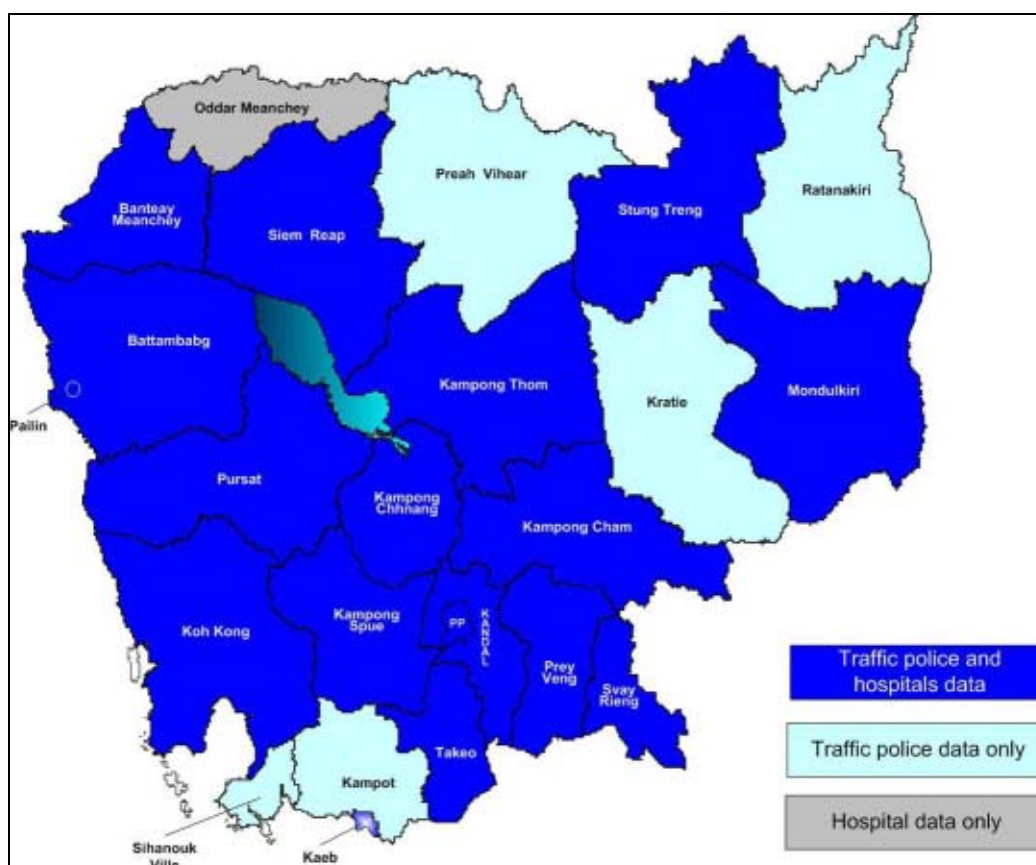 Oddar Meanchey
Preah Vihear
Ratanakiri
Banteay
Meanchey
Siem Reap
Stung Treng
Battambabg
Kampong Thom
Kratie
Mondulkiri
Pailin
Pursat
Kampong
Chhnang
Kampong Cham
Koh Kong
Kampong
Spue
PP
KANDAL
Prey
Veng
Svay
Rieng
Takeo
Kampot
Sihanouk
Ville
Kaeb
Traffic police and
hospitals data
Traffic police data only
Hospital data only